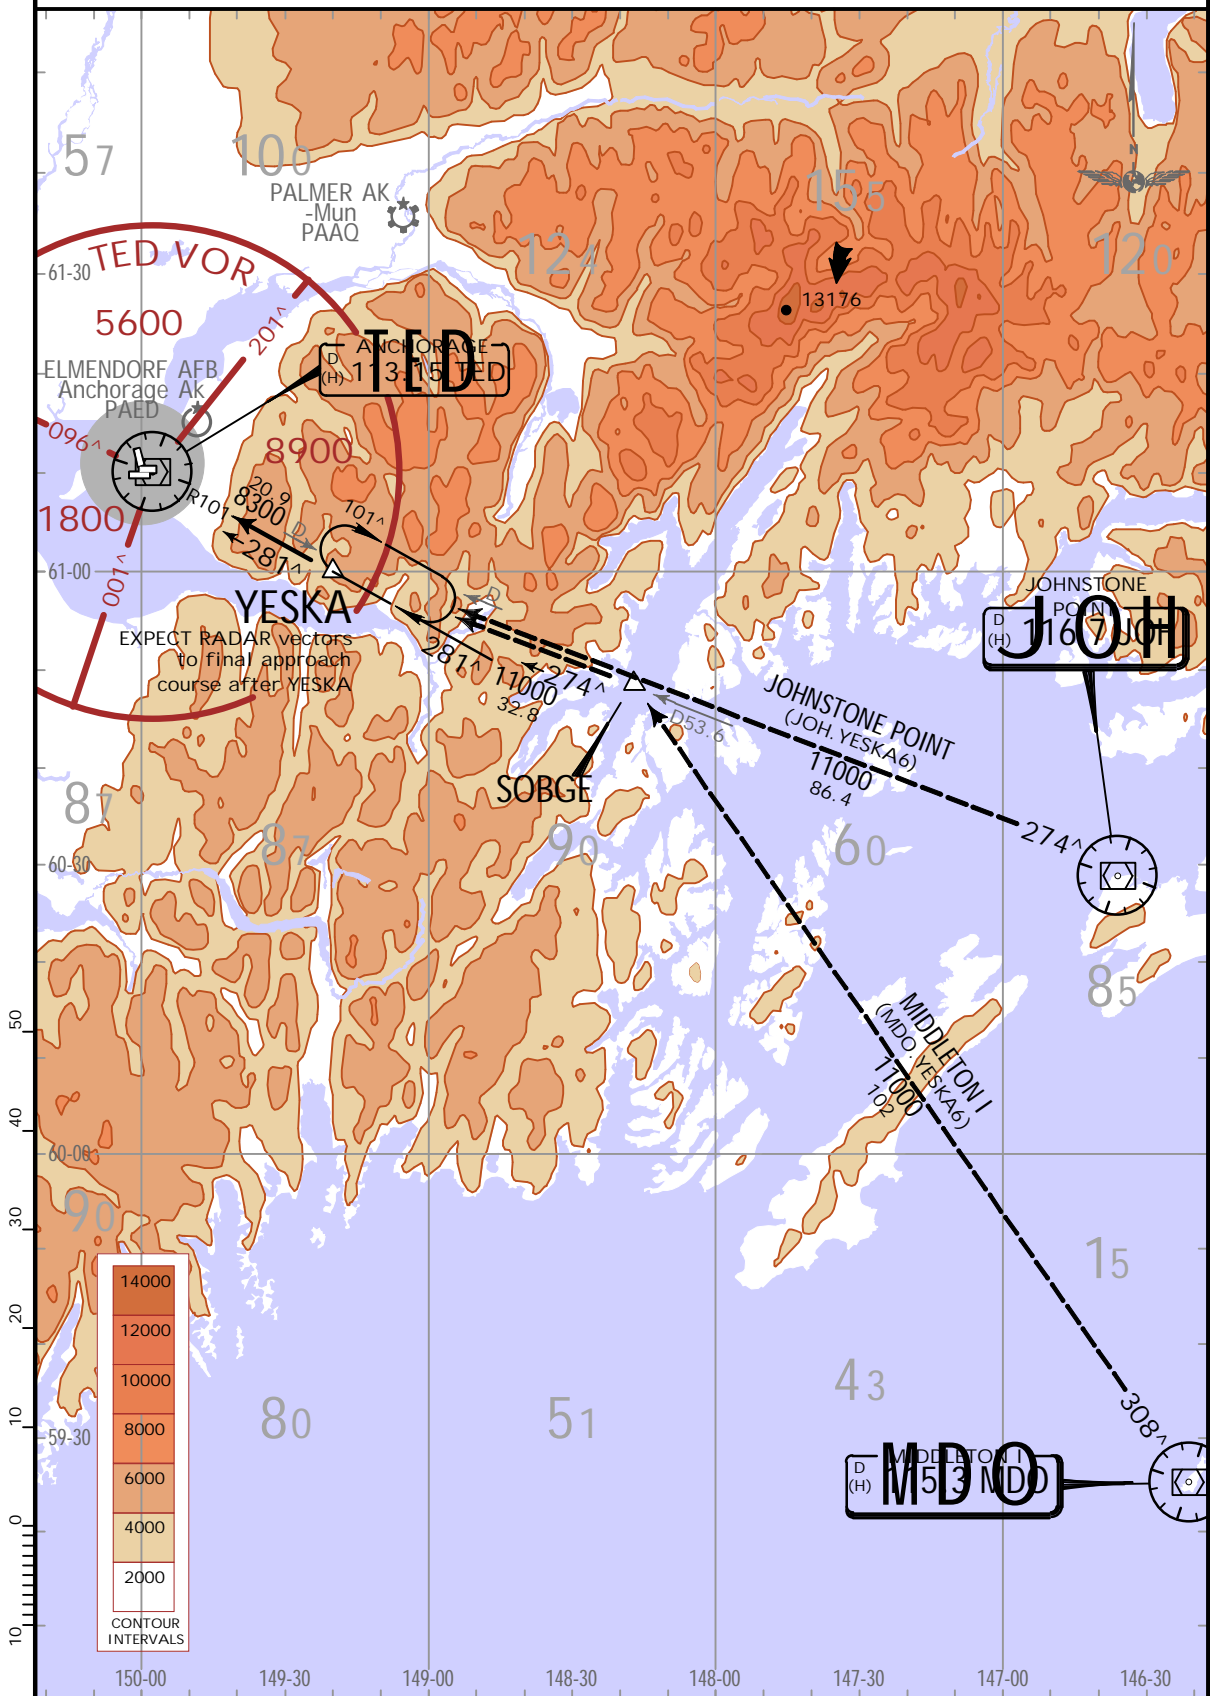 57
100
PALMER AK
-Mun
PAAQ
155
N
124
120
TED VOR
61-30
13176
5600
201^
ELMENDORF AFB
Anchorage Ak
PAED
ANCHORAGE
D
(H)
113.15 TED
TED
096^
8900
20.9
8300
R101
D
101^
1800
281^
001^
61-00
YESKA
EXPECT RADAR vectors
to final approach
course after YESKA
D
281^
11000
32.8
274^
JOHNSTONE
POINT
D
(H)
116.7 JOH
JOH
D53.6
JOHNSTONE POINT
(JOH.YESKA6)
11000
86.4
274^
SOBGE
87
87
90
60
60-30
85
MIDDLETON I
(MDO.YESKA6)
11000
102
50
40
60-00
90
30
15
14000
12000
10000
8000
6000
4000
2000
CONTOUR
INTERVALS
20
43
80
51
308^
10
59-30
MIDDLETON I
D
(H)
115.3 MDO
MDO
0
10
150-00
149-30
149-00
148-30
148-00
147-30
147-00
146-30